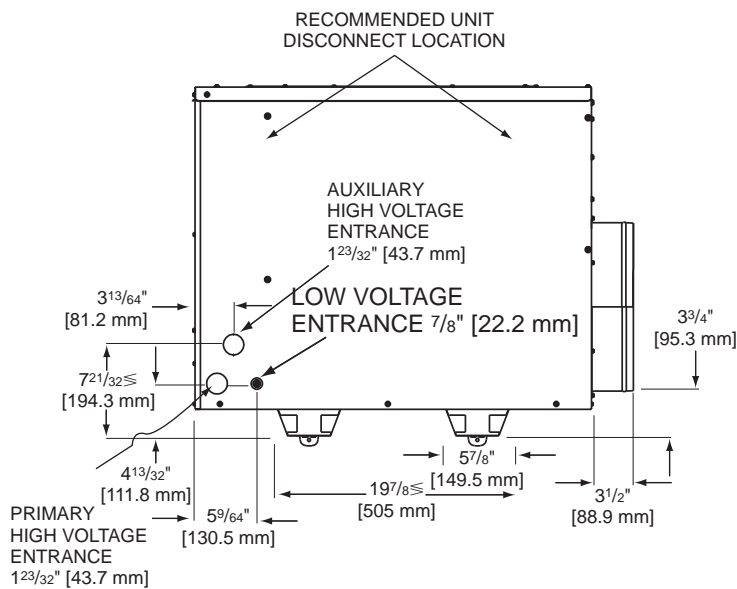 RECOMMENDED UNIT
DISCONNECT LOCATION
AUXILIARY
HIGH VOLTAGE
ENTRANCE
1 23/32" [43.7 mm]
3 13/64"
[81.2 mm]
LOW VOLTAGE
ENTRANCE 7/8" [22.2 mm]
3 3/4"
[95.3 mm]
7 21/32≤
[194.3 mm]
4 13/32"
[111.8 mm]
5 7/8"
[149.5 mm]
19 7/8≤
[505 mm]
3 1/2"
[88.9 mm]
5 9/64"
[130.5 mm]
PRIMARY
HIGH VOLTAGE
ENTRANCE
1 23/32" [43.7 mm]